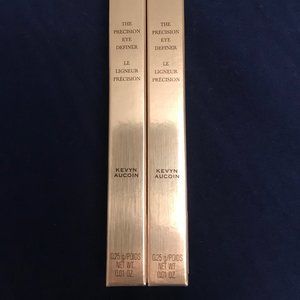 THE
PRECISION
EYE
DEFINER
LE
LIGNEUR
PRÉCISION
KEVYN
AUCOIN
0.25 g/POIDS
NET WT.
0.01 OZ.
THE
PRECISION
EYE
DEFINER
LE
LIGNEUR
PRÉCISION
KEVYN
AUCOIN
0.25 g/POIDS
NET WT.
0.01 OZ.